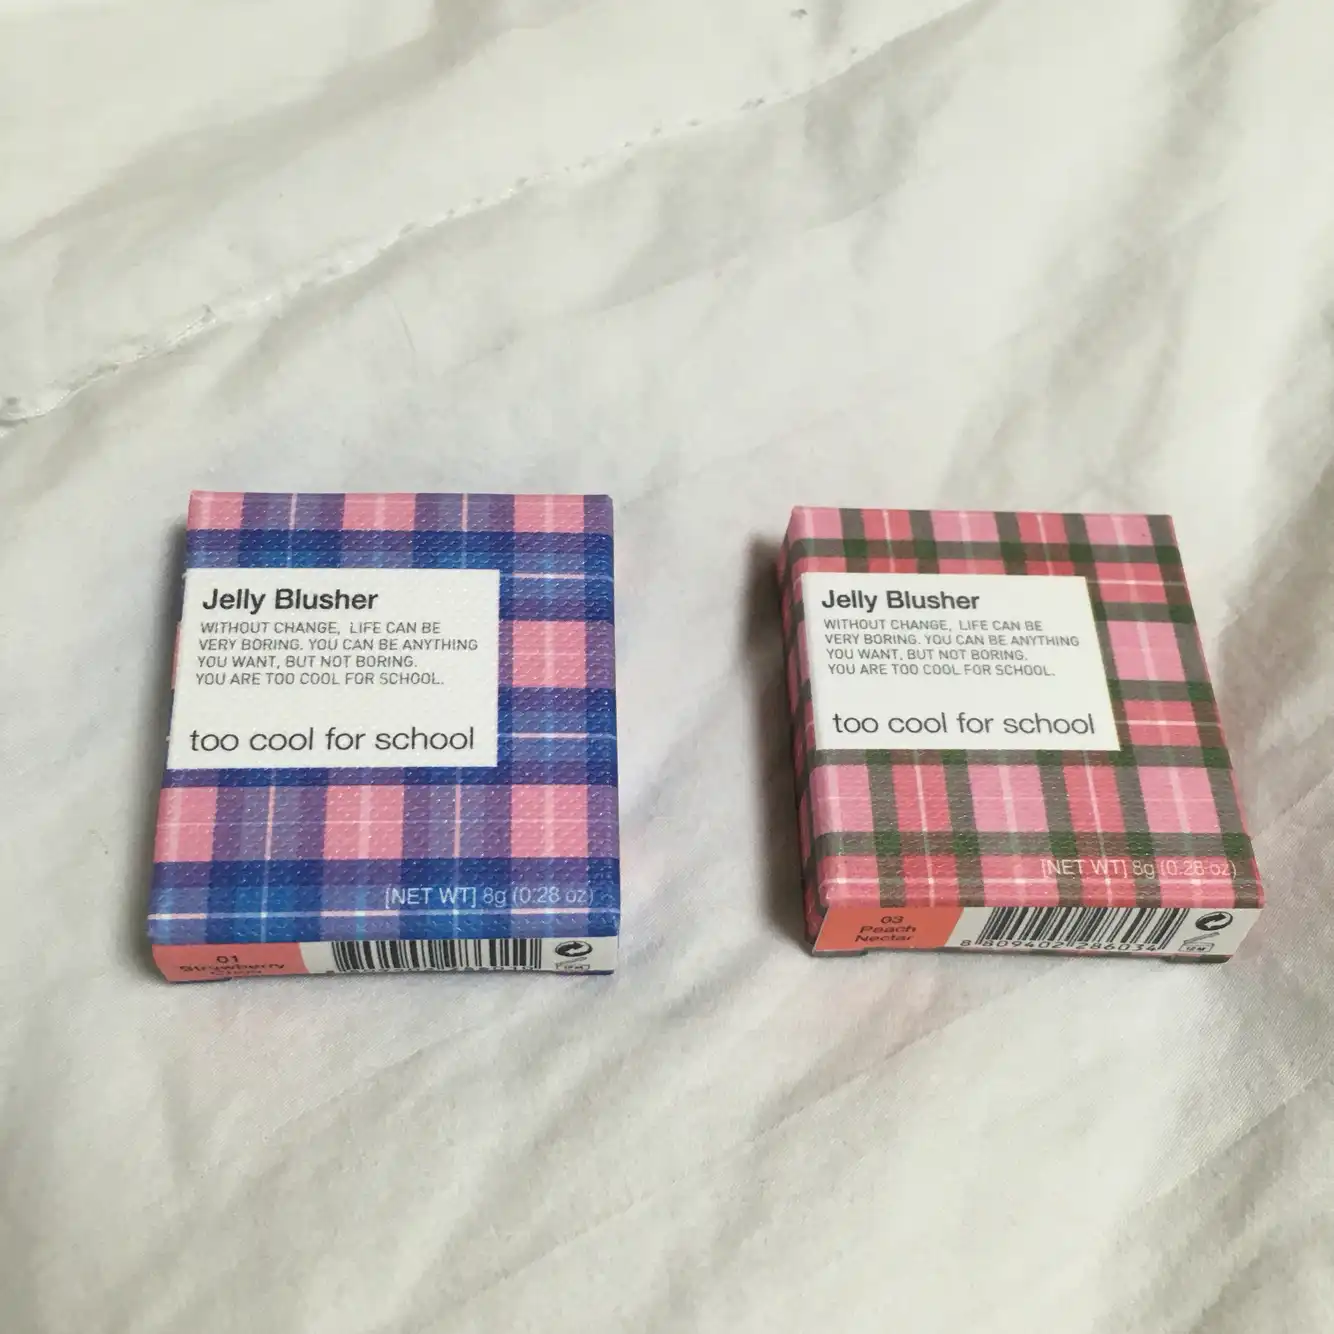 Jelly Blusher
WITHOUT CHANGE, LIFE CAN BE
VERY BORING. YOU CAN BE ANYTHING
YOU WANT, BUT NOT BORING.
YOU ARE TOO COOL FOR SCHOOL.
too cool for school
[NET WT] 8g (0.28 oz)
01
Strawberry
Jelly Blusher
WITHOUT CHANGE, LIFE CAN BE
VERY BORING. YOU CAN BE ANYTHING
YOU WANT, BUT NOT BORING.
YOU ARE TOO COOL FOR SCHOOL.
too cool for school
[NET WT] 8g (0.28 oz)
03
Peach
Nectar
8 809402 286034
12M